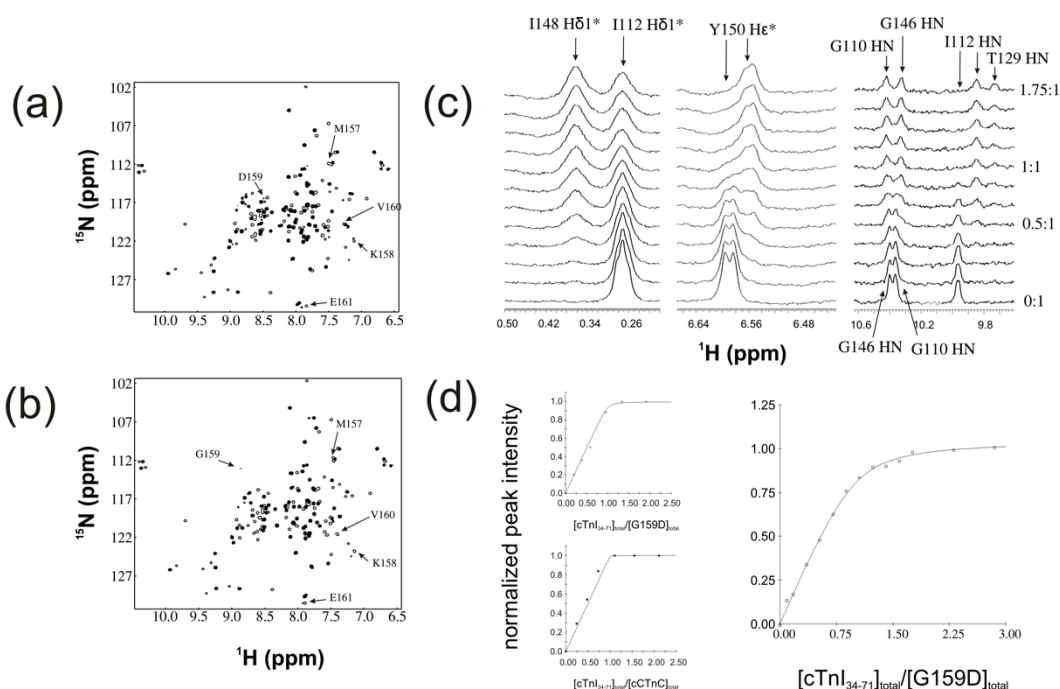 (a)
102
107
112
117
122
127
¹⁵N (ppm)
M157
D159
V160
K158
E161
10.0 9.5 9.0 8.5 8.0 7.5 7.0 6.5
(b)
102
107
112
117
122
127
¹⁵N (ppm)
M157
G159
V160
K158
E161
10.0 9.5 9.0 8.5 8.0 7.5 7.0 6.5
¹H (ppm)
(c)
I148 Hδ1* I112 Hδ1*
Y150 Hε*
G146 HN
G110 HN
I112 HN
T129 HN
1.75:1
1:1
0.5:1
0:1
G146 HN
G110 HN
0.50 0.42 0.34 0.26
6.64 6.56 6.48
10.6 10.2 9.8
¹H (ppm)
(d)
normalized peak intensity
1.0
0.8
0.6
0.4
0.2
0.0
0.00 0.50 1.00 1.50 2.00 2.50
[cTnI₃₄₋₇₁]total/[G159D]total
1.0
0.8
0.6
0.4
0.2
0.0
0.00 0.50 1.00 1.50 2.00 2.50
[cTnI₃₄₋₇₁]total/[cCTnC]total
1.25
1.00
0.75
0.50
0.25
0.00
0.00 0.75 1.50 2.25 3.00
[cTnI₃₄₋₇₁]total/[G159D]total